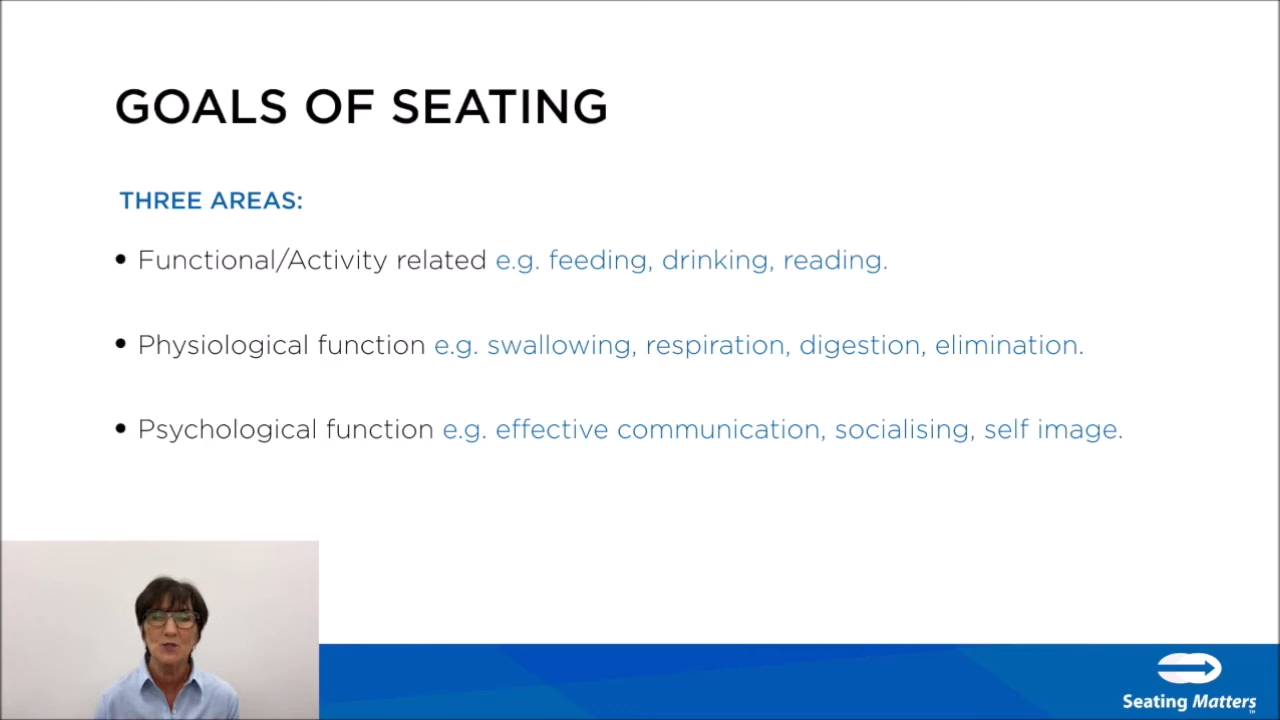 GOALS OF SEATING
THREE AREAS:
• Functional/Activity related e.g. feeding, drinking, reading.
• Physiological function e.g. swallowing, respiration, digestion, elimination.
• Psychological function e.g. effective communication, socialising, self image.
Seating Matters™